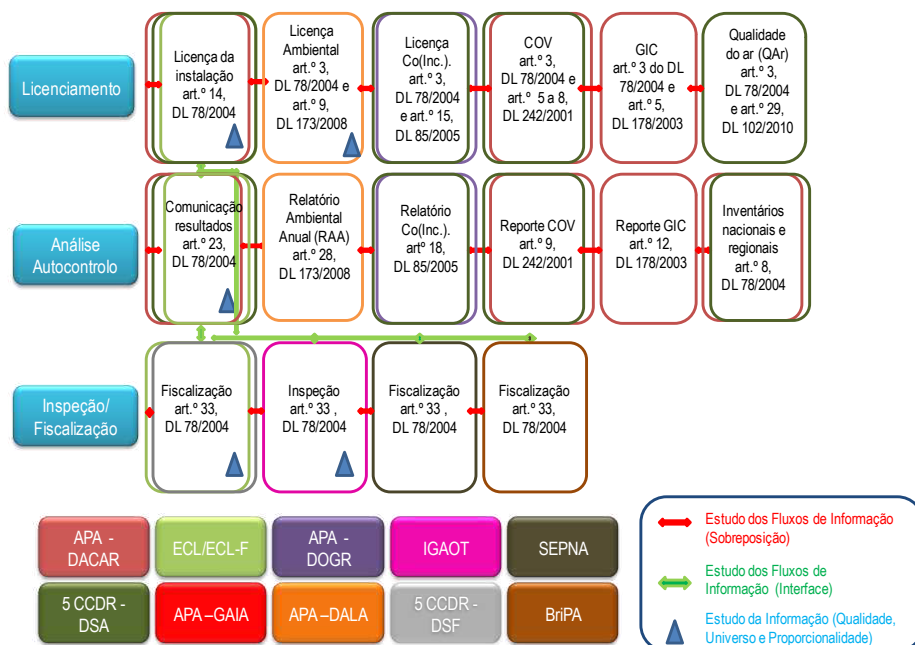 Licenciamento
Licença da
instalação
art.º 14,
DL 78/2004
Licença
Ambiental
art.º 3,
DL 78/2004 e
art.º 9,
DL 173/2008
Licença
Co(Inc.).
art.º 3,
DL 78/2004
e art.º 15,
DL 85/2005
COV
art.º 3,
DL 78/2004 e
art.º 5 a 8,
DL 242/2001
GIC
art.º 3 do DL
78/2004 e
art.º 5,
DL 178/2003
Qualidade
do ar (QAr)
art.º 3,
DL 78/2004
e art.º 29,
DL 102/2010
Análise
Autocontrolo
Comunicação
resultados
art.º 23,
DL 78/2004
Relatório
Ambiental
Anual (RAA)
art.º 28,
DL 173/2008
Relatório
Co(Inc.).
artº 18,
DL 85/2005
Reporte COV
art.º 9,
DL 242/2001
Reporte GIC
art.º 12,
DL 178/2003
Inventários
nacionais e
regionais
art.º 8,
DL 78/2004
Inspeção/
Fiscalização
Fiscalização
art.º 33,
DL 78/2004
Inspeção
art.º 33 ,
DL 78/2004
Fiscalização
art.º 33 ,
DL 78/2004
Fiscalização
art.º 33,
DL 78/2004
APA -
DACAR
ECL/ECL-F
APA -
DOGR
IGAOT
SEPNA
5 CCDR -
DSA
APA –GAIA
APA –DALA
5 CCDR -
DSF
BriPA
Estudo dos Fluxos de Informação
(Sobreposição)
Estudo dos Fluxos de
Informação (Interface)
Estudo da Informação (Qualidade,
Universo e Proporcionalidade)